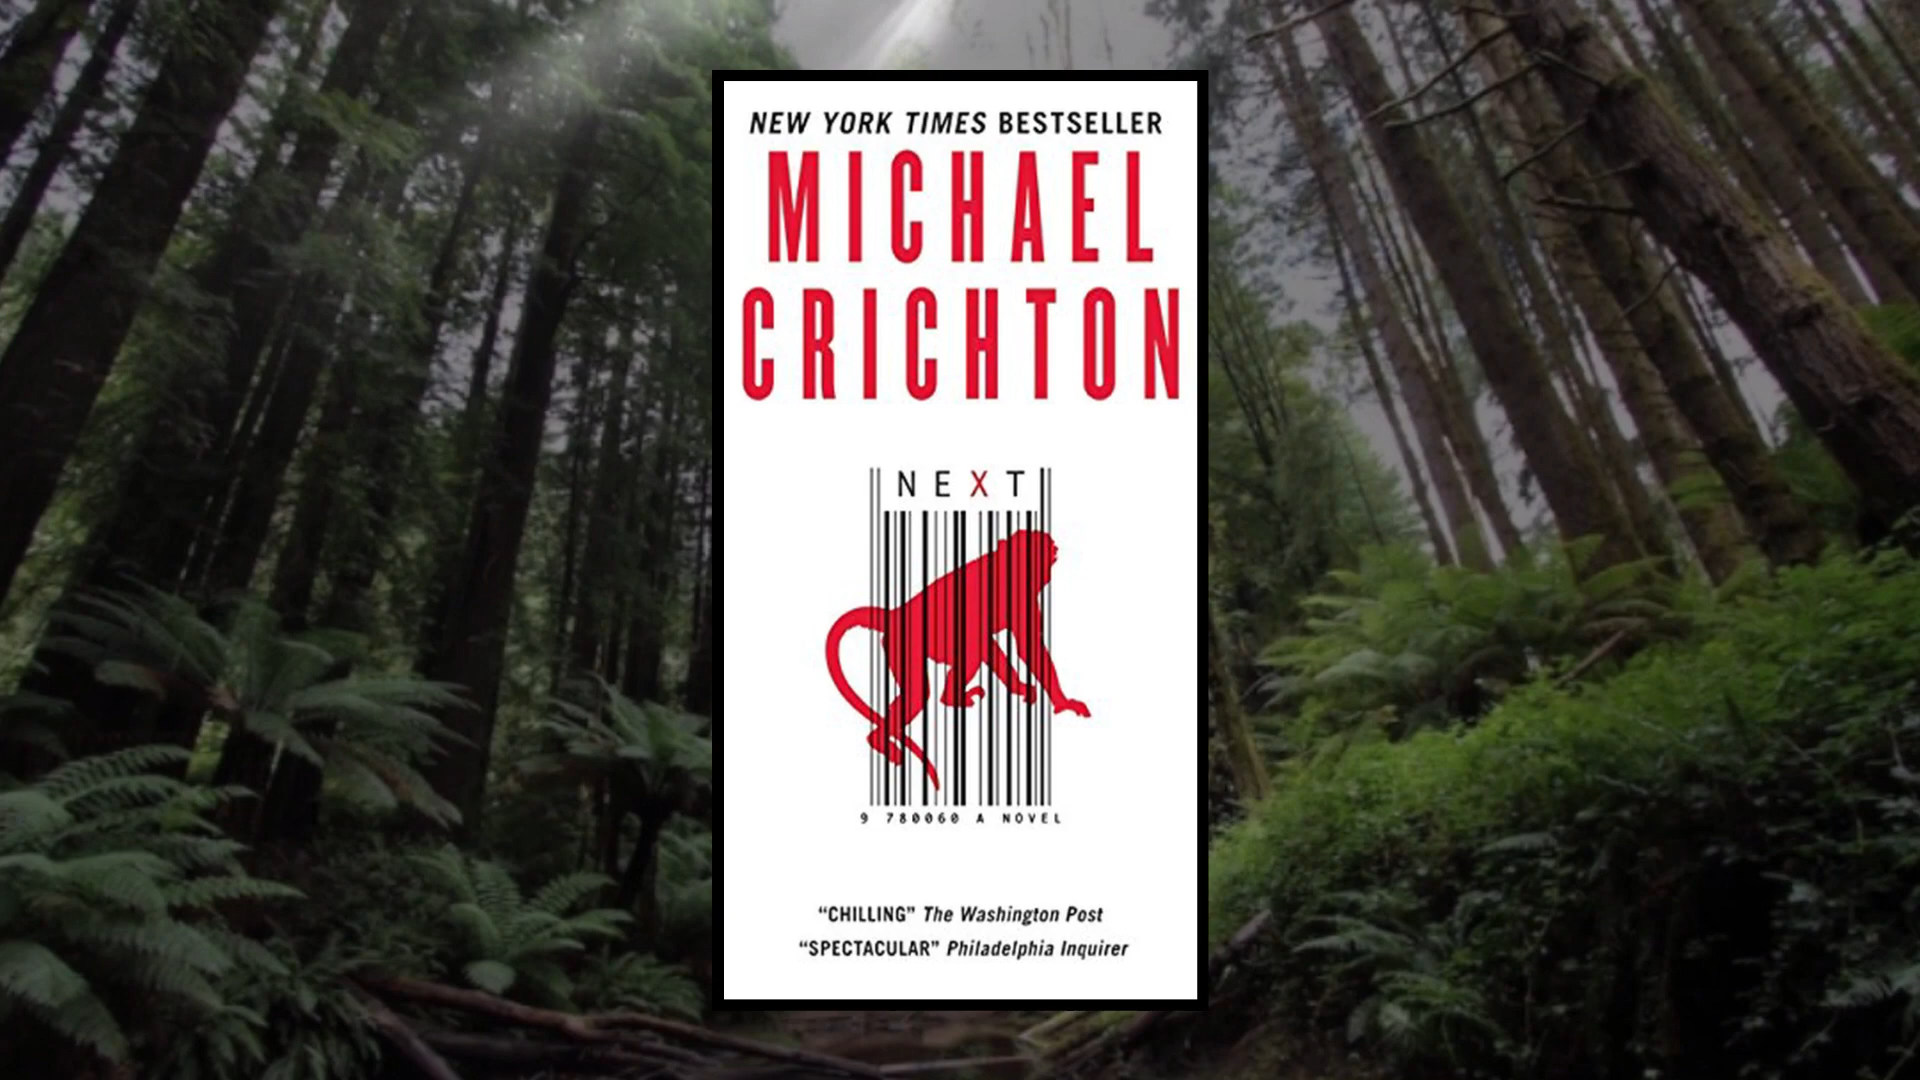 NEW YORK TIMES BESTSELLER
MICHAEL
CRICHTON
NEXT
9 780060 A NOVEL
“CHILLING” The Washington Post
“SPECTACULAR” Philadelphia Inquirer